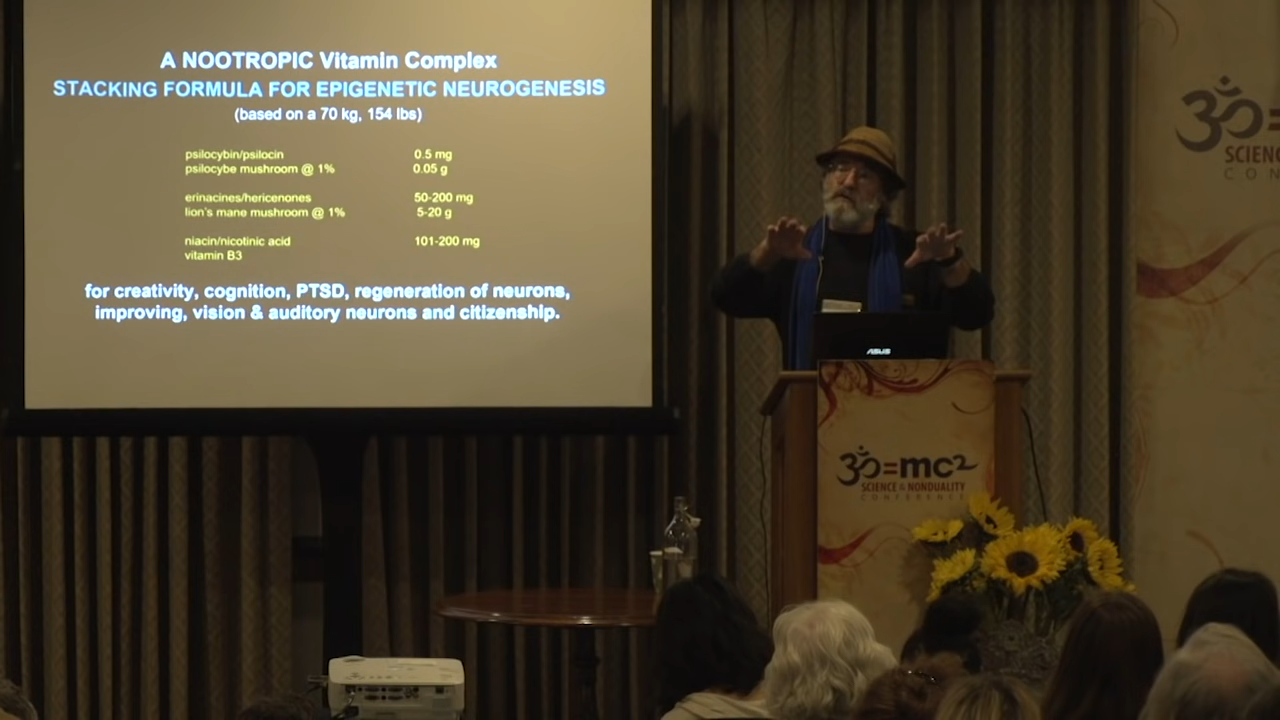 A NOOTROPIC Vitamin Complex
STACKING FORMULA FOR EPIGENETIC NEUROGENESIS
(based on a 70 kg, 154 lbs)
psilocybin/psilocin 0.5 mg
psilocybe mushroom @ 1% 0.05 g
erinacines/hericenones 50-200 mg
lion's mane mushroom @ 1% 5-20 g
niacin/nicotinic acid 101-200 mg
vitamin B3
for creativity, cognition, PTSD, regeneration of neurons,
improving, vision & auditory neurons and citizenship.
ASUS
ॐ=mc2
SCIENCE & NONDUALITY
CONFERENCE
ॐ=
SCIEN
CON